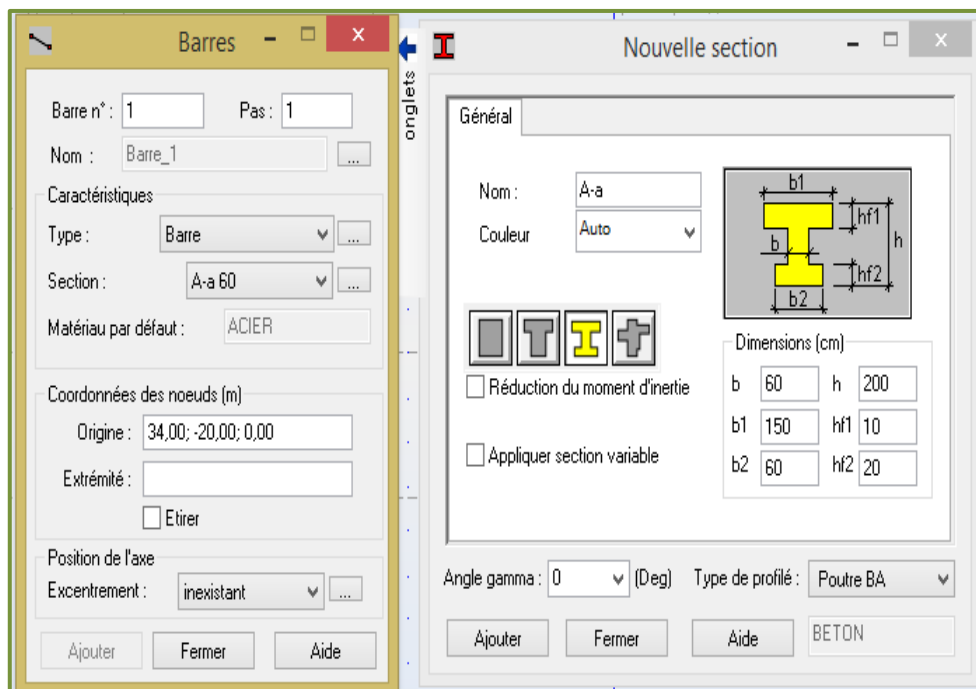 Barres
Barre n° : 1 Pas : 1
Nom : Barre_1 ...
Caractéristiques
Type : Barre ...
Section : A-a 60 ...
Matériau par défaut : ACIER
Coordonnées des noeuds (m)
Origine : 34,00; -20,00; 0,00
Extrémité :
Etirer
Position de l'axe
Excentrement : inexistant ...
Ajouter Fermer Aide
onglets
Nouvelle section
Général
Nom : A-a
Couleur Auto
b1
hf1
b
h
hf2
b2
Réduction du moment d'inertie
Appliquer section variable
Dimensions (cm)
b 60 h 200
b1 150 hf1 10
b2 60 hf2 20
Angle gamma : 0 (Deg) Type de profilé : Poutre BA
Ajouter Fermer Aide BETON